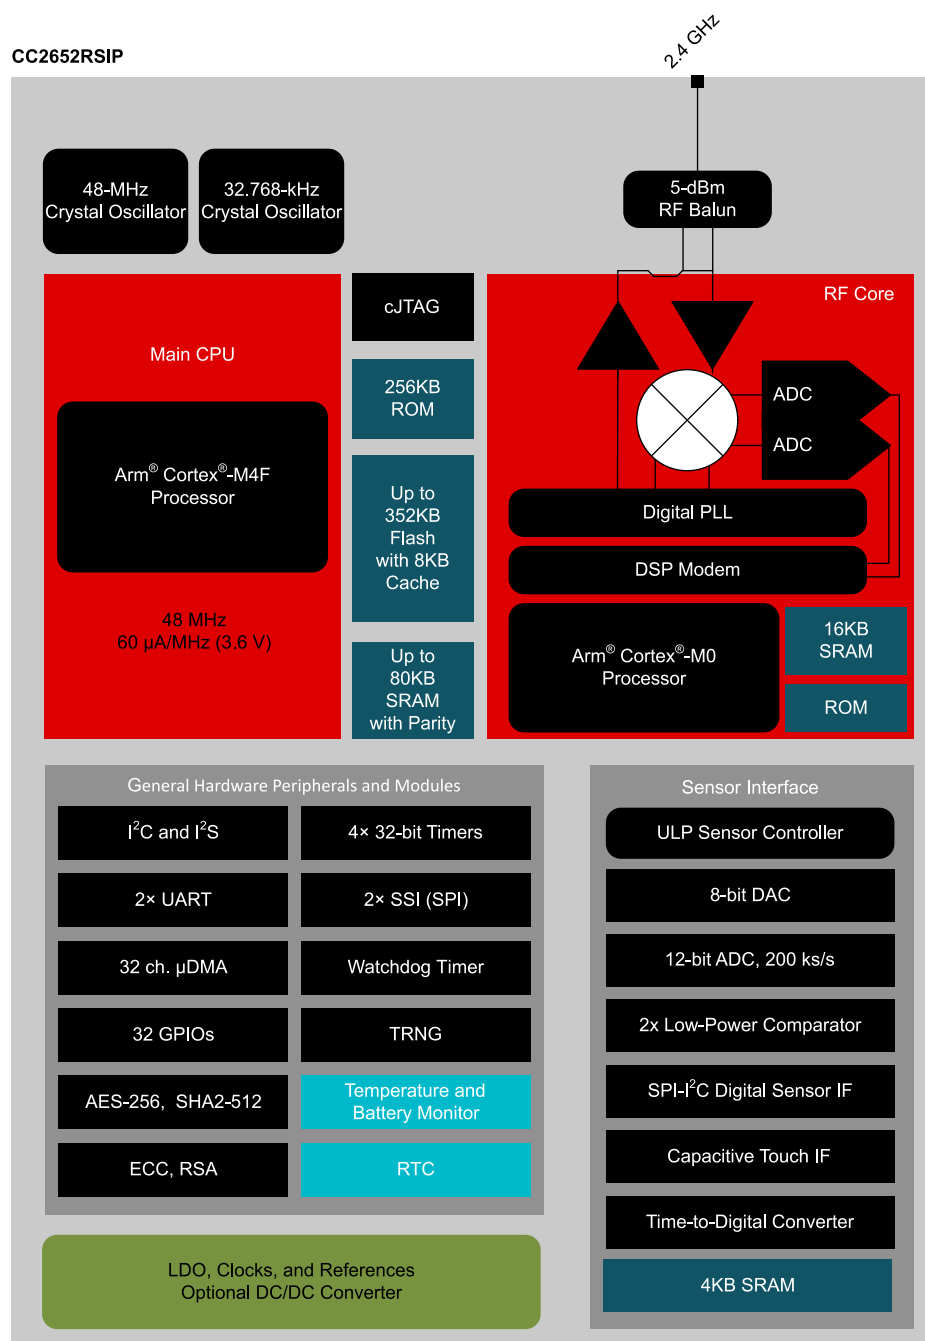 2.4 GHz
CC2652RSIP
48-MHz
Crystal Oscillator
32.768-kHz
Crystal Oscillator
5-dBm
RF Balun
Main CPU
Arm® Cortex®-M4F
Processor
48 MHz
60 µA/MHz (3.6 V)
cJTAG
256KB
ROM
Up to
352KB
Flash
with 8KB
Cache
Up to
80KB
SRAM
with Parity
RF Core
ADC
ADC
Digital PLL
DSP Modem
Arm® Cortex®-M0
Processor
16KB
SRAM
ROM
General Hardware Peripherals and Modules
I²C and I²S
4× 32-bit Timers
2× UART
2× SSI (SPI)
32 ch. µDMA
Watchdog Timer
32 GPIOs
TRNG
AES-256, SHA2-512
Temperature and
Battery Monitor
ECC, RSA
RTC
LDO, Clocks, and References
Optional DC/DC Converter
Sensor Interface
ULP Sensor Controller
8-bit DAC
12-bit ADC, 200 ks/s
2x Low-Power Comparator
SPI-I²C Digital Sensor IF
Capacitive Touch IF
Time-to-Digital Converter
4KB SRAM